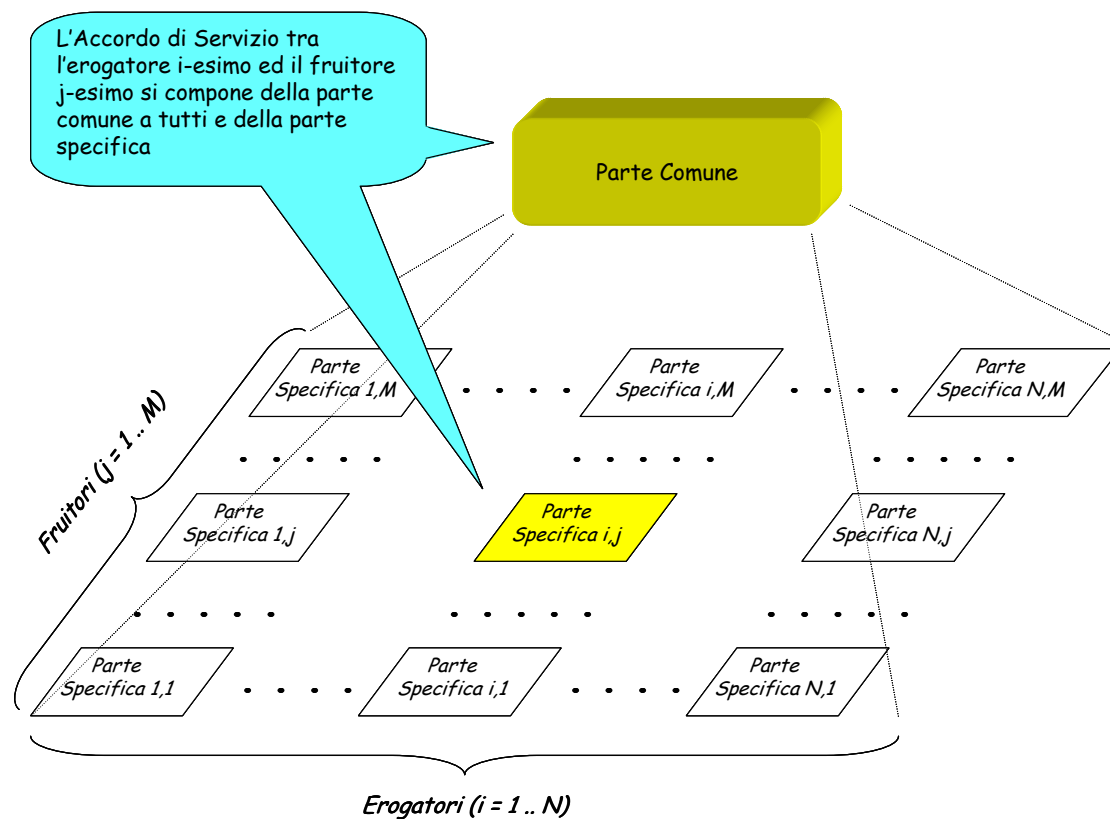 L'Accordo di Servizio tra
l'erogatore i-esimo ed il fruitore
j-esimo si compone della parte
comune a tutti e della parte
specifica
Parte Comune
Parte
Specifica 1,M
Parte
Specifica i,M
Parte
Specifica N,M
Fruitori (j = 1 .. M)
Parte
Specifica 1,j
Parte
Specifica i,j
Parte
Specifica N,j
Parte
Specifica 1,1
Parte
Specifica i,1
Parte
Specifica N,1
Erogatori (i = 1 .. N)